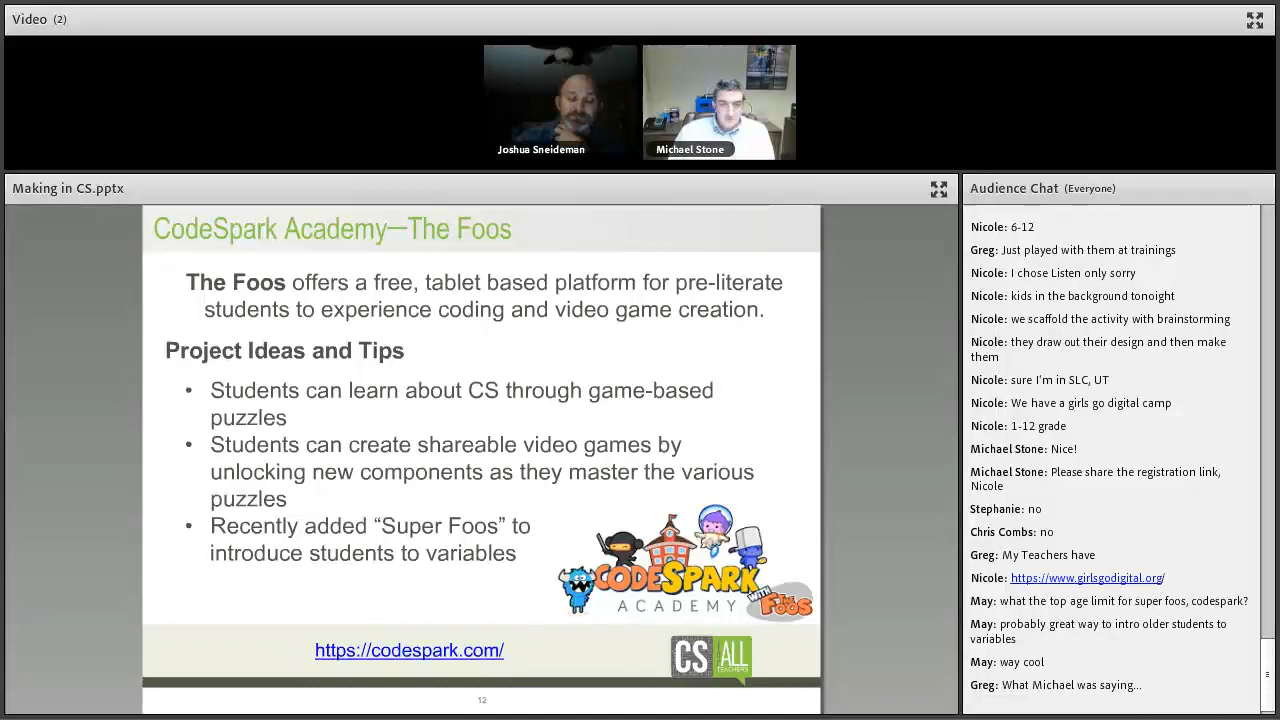 Video (2)
Joshua Sneideman
Michael Stone
Making in CS.pptx
CodeSpark Academy—The Foos
The Foos offers a free, tablet based platform for pre-literate
students to experience coding and video game creation.
Project Ideas and Tips
• Students can learn about CS through game-based
puzzles
• Students can create shareable video games by
unlocking new components as they master the various
puzzles
• Recently added “Super Foos” to
introduce students to variables
CODESPARK
ACADEMY
WITH
THE
FOOS
https://codespark.com/
CS ALL
TEACHERS
12
Audience Chat (Everyone)
Nicole: 6-12
Greg: Just played with them at trainings
Nicole: I chose Listen only sorry
Nicole: kids in the background tonoight
Nicole: we scaffold the activity with brainstorming
Nicole: they draw out their design and then make
them
Nicole: sure I'm in SLC, UT
Nicole: We have a girls go digital camp
Nicole: 1-12 grade
Michael Stone: Nice!
Michael Stone: Please share the registration link,
Nicole
Stephanie: no
Chris Combs: no
Greg: My Teachers have
Nicole: https://www.girlsgodigital.org/
May: what the top age limit for super foos, codespark?
May: probably great way to intro older students to
variables
May: way cool
Greg: What Michael was saying...